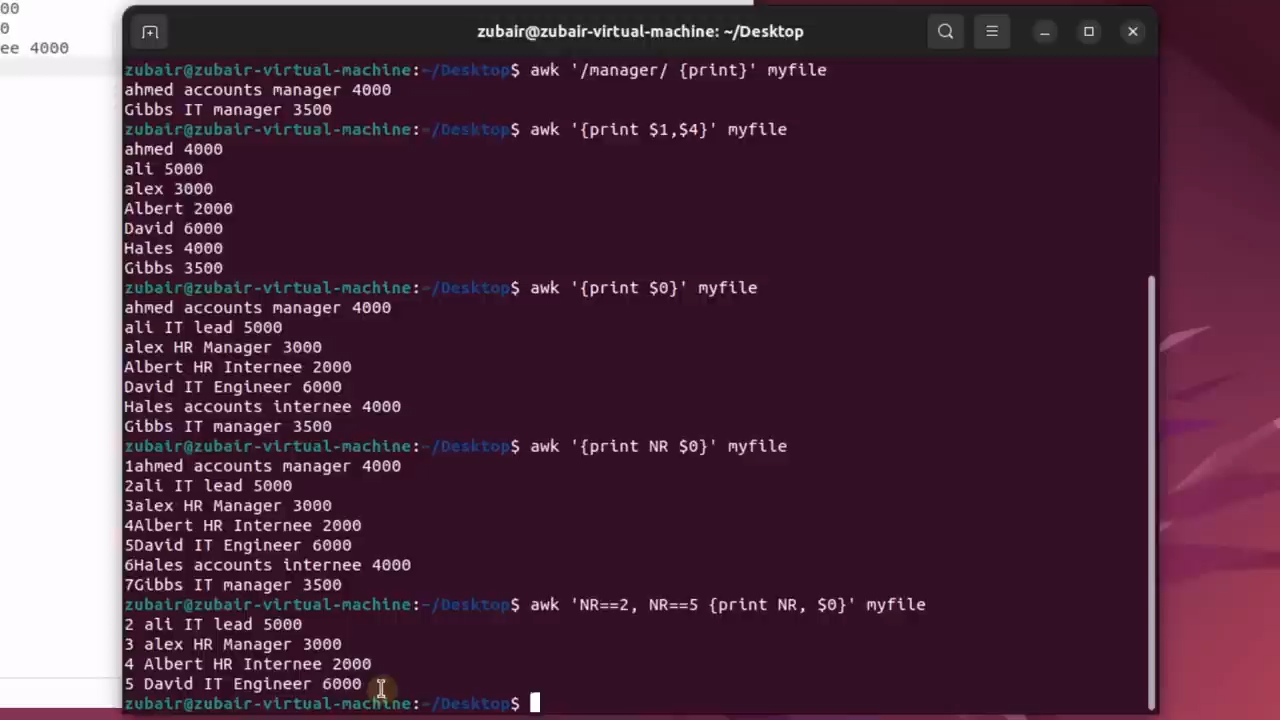 00
0
ee 4000
zubair@zubair-virtual-machine: ~/Desktop
zubair@zubair-virtual-machine:~/Desktop$ awk '/manager/ {print}' myfile
ahmed accounts manager 4000
Gibbs IT manager 3500
zubair@zubair-virtual-machine:~/Desktop$ awk '{print $1,$4}' myfile
ahmed 4000
ali 5000
alex 3000
Albert 2000
David 6000
Hales 4000
Gibbs 3500
zubair@zubair-virtual-machine:~/Desktop$ awk '{print $0}' myfile
ahmed accounts manager 4000
ali IT lead 5000
alex HR Manager 3000
Albert HR Internee 2000
David IT Engineer 6000
Hales accounts internee 4000
Gibbs IT manager 3500
zubair@zubair-virtual-machine:~/Desktop$ awk '{print NR $0}' myfile
1ahmed accounts manager 4000
2ali IT lead 5000
3alex HR Manager 3000
4Albert HR Internee 2000
5David IT Engineer 6000
6Hales accounts internee 4000
7Gibbs IT manager 3500
zubair@zubair-virtual-machine:~/Desktop$ awk 'NR==2, NR==5 {print NR, $0}' myfile
2 ali IT lead 5000
3 alex HR Manager 3000
4 Albert HR Internee 2000
5 David IT Engineer 6000
zubair@zubair-virtual-machine:~/Desktop$